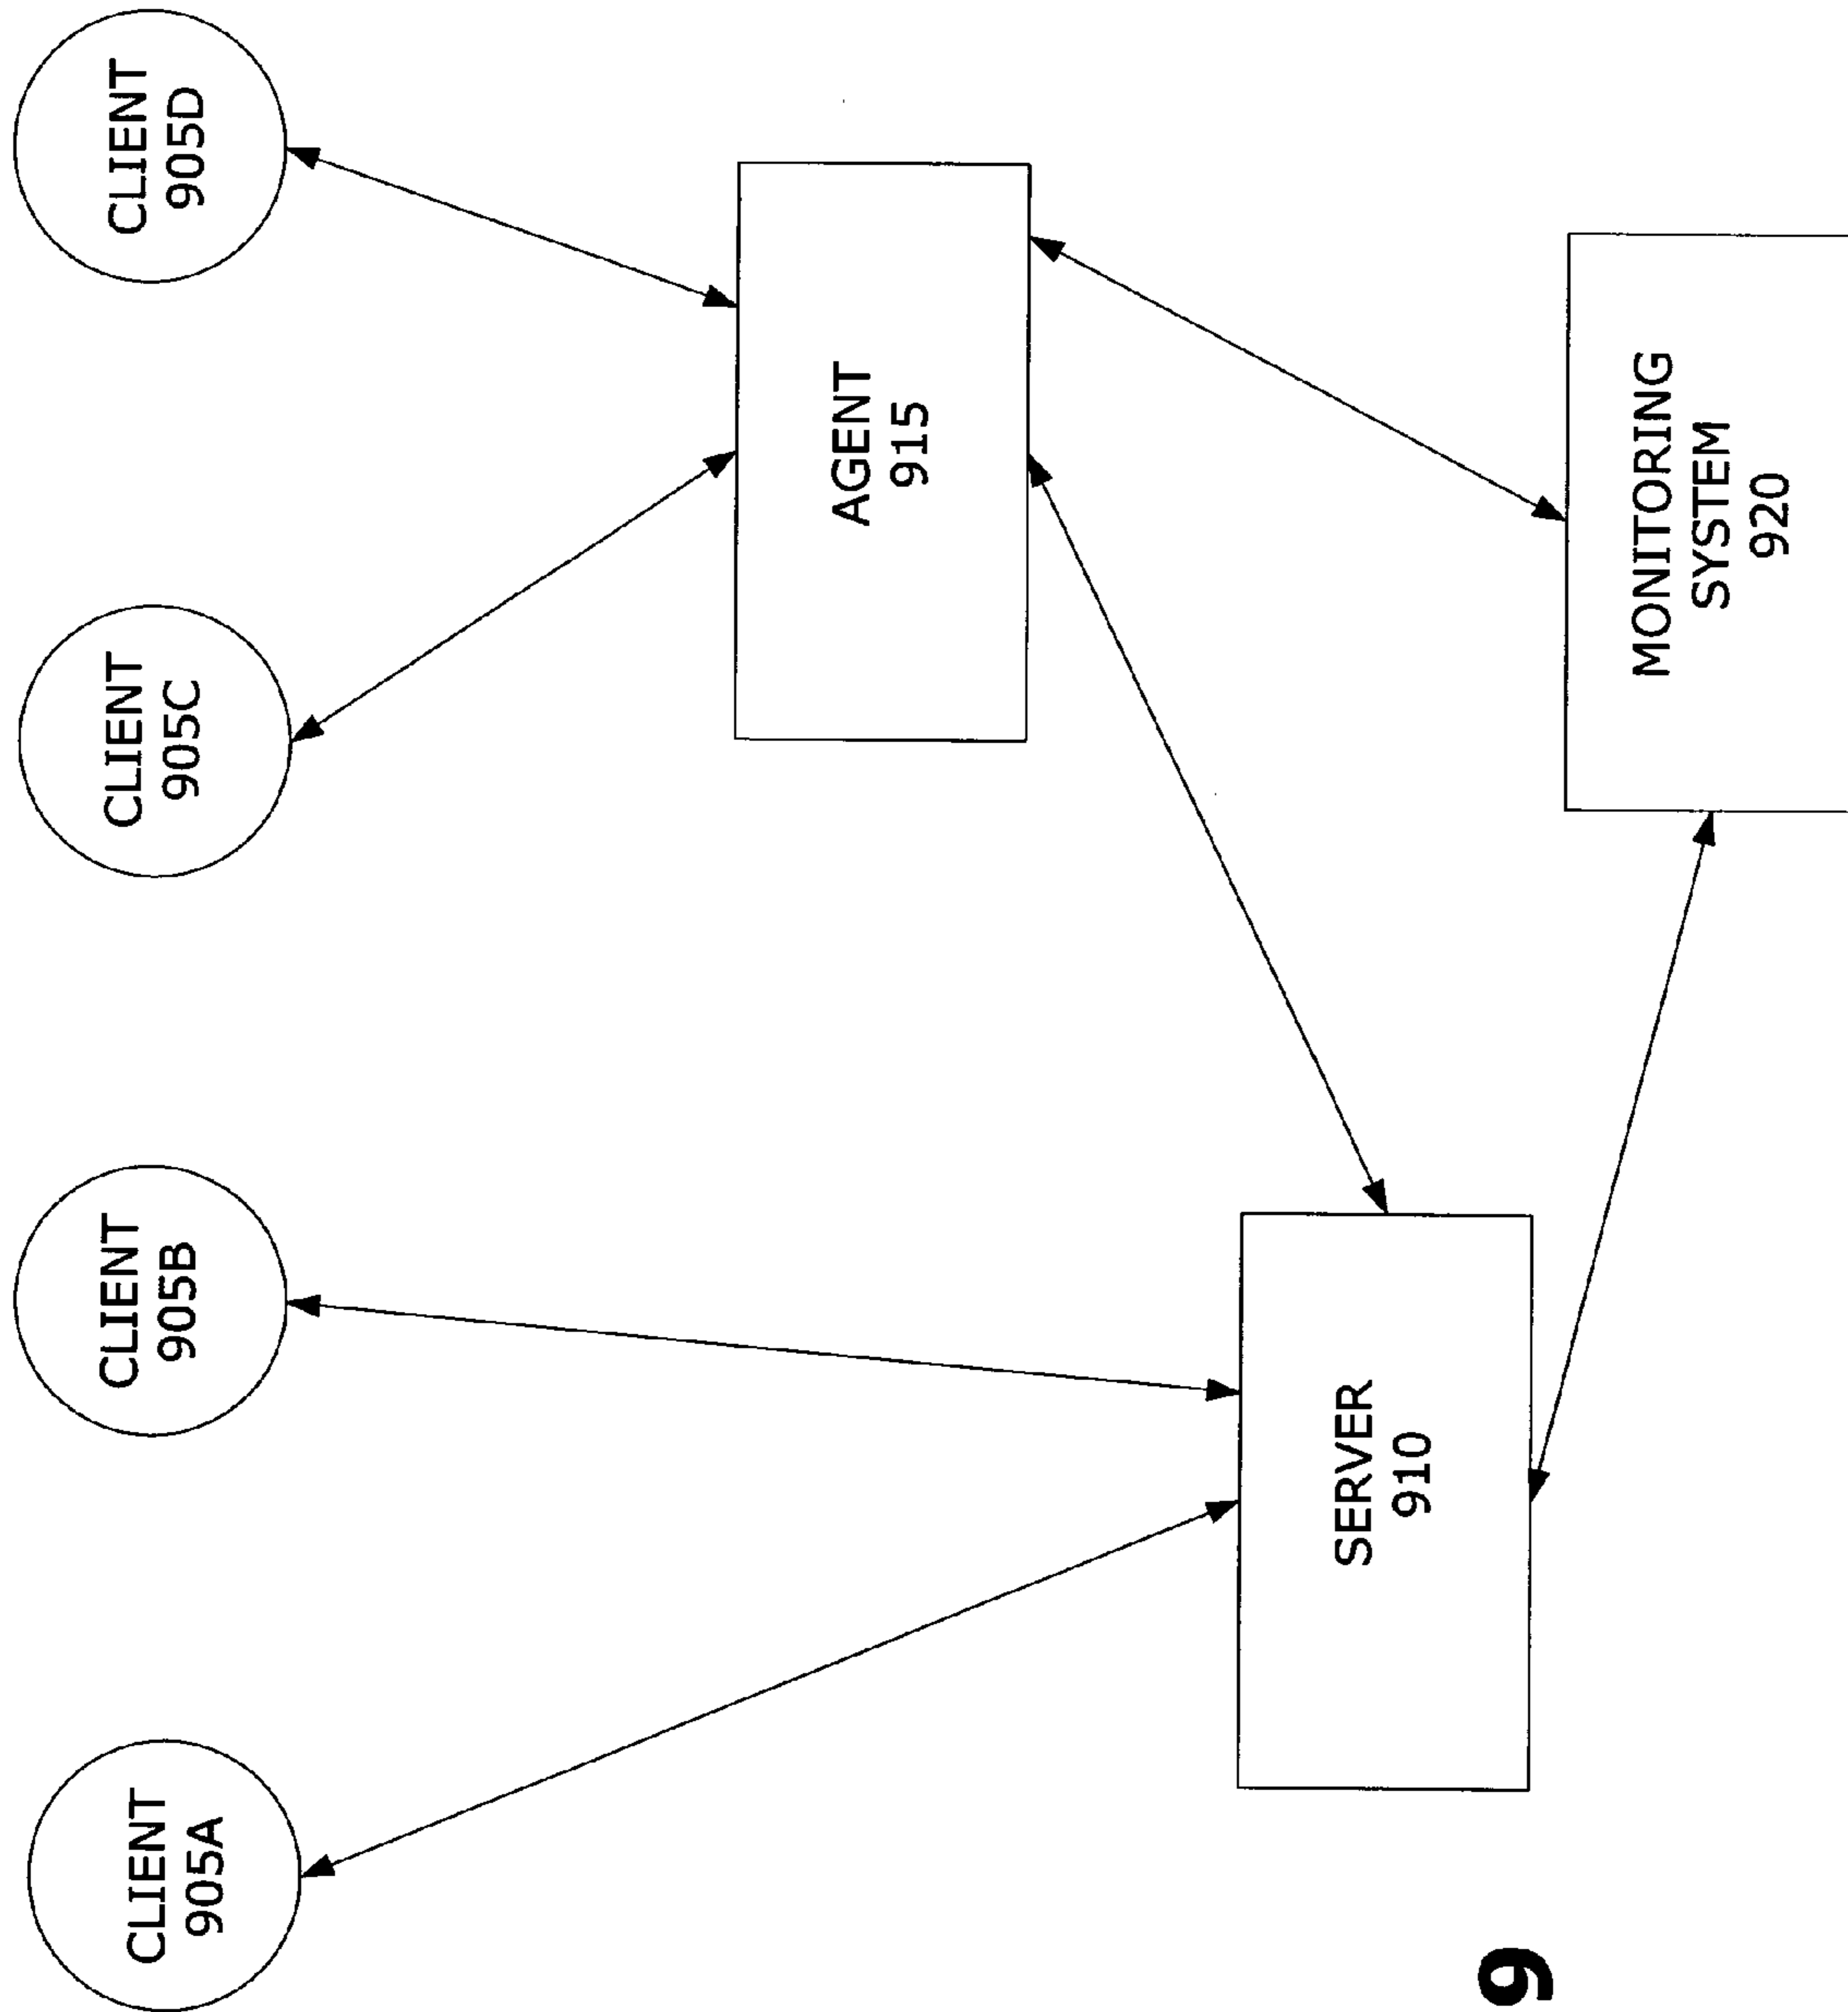 CLIENT
905A
CLIENT
905B
CLIENT
905C
CLIENT
905D
AGENT
915
SERVER
910
MONITORING
SYSTEM
920
9